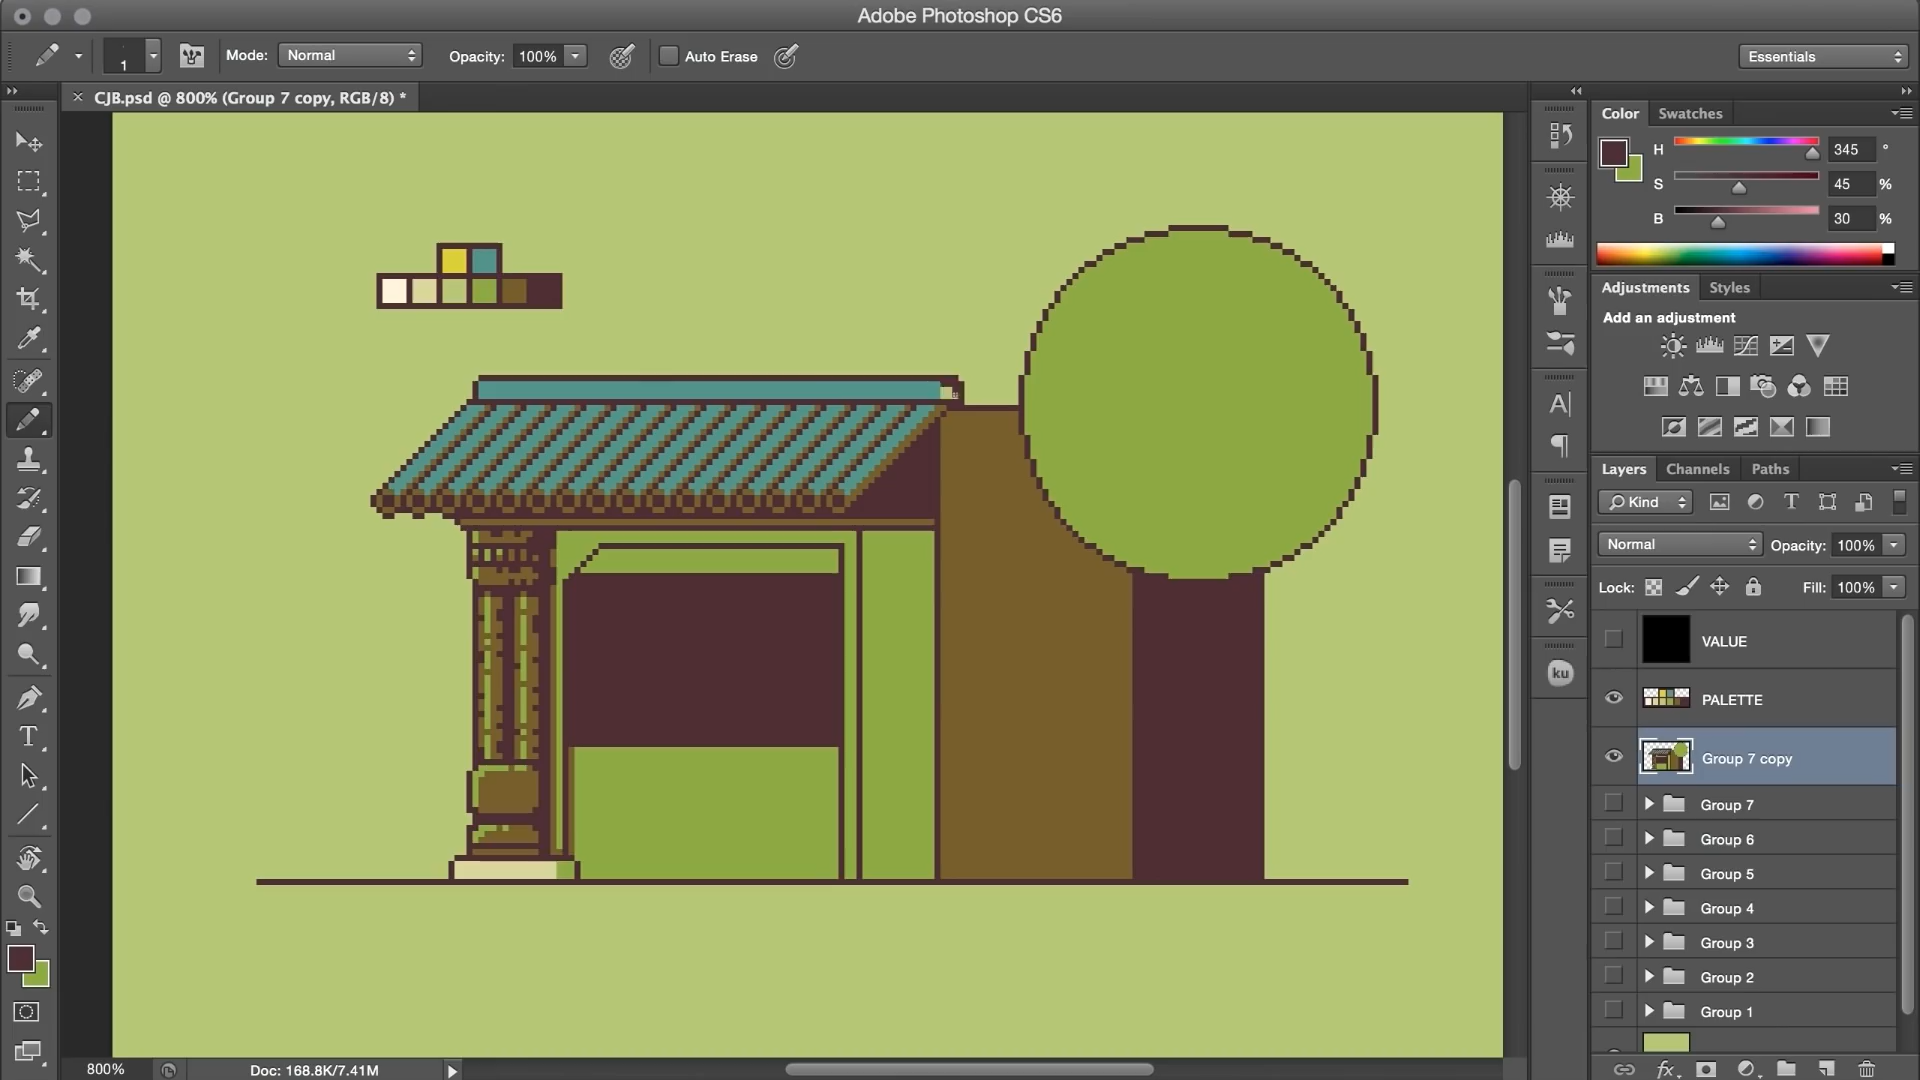 Adobe Photoshop CS6
1 Mode: Normal Opacity: 100% Auto Erase Essentials
× CJB.psd @ 800% (Group 7 copy, RGB/8) *
Color Swatches
H 345 °
S 45 %
B 30 %
Adjustments Styles
Add an adjustment
Layers Channels Paths
Kind T
Normal Opacity: 100%
Lock: Fill: 100%
VALUE
PALETTE
Group 7 copy
Group 7
Group 6
Group 5
Group 4
Group 3
Group 2
Group 1
A
ku
T
fx
800% Doc: 168.8K/7.41M